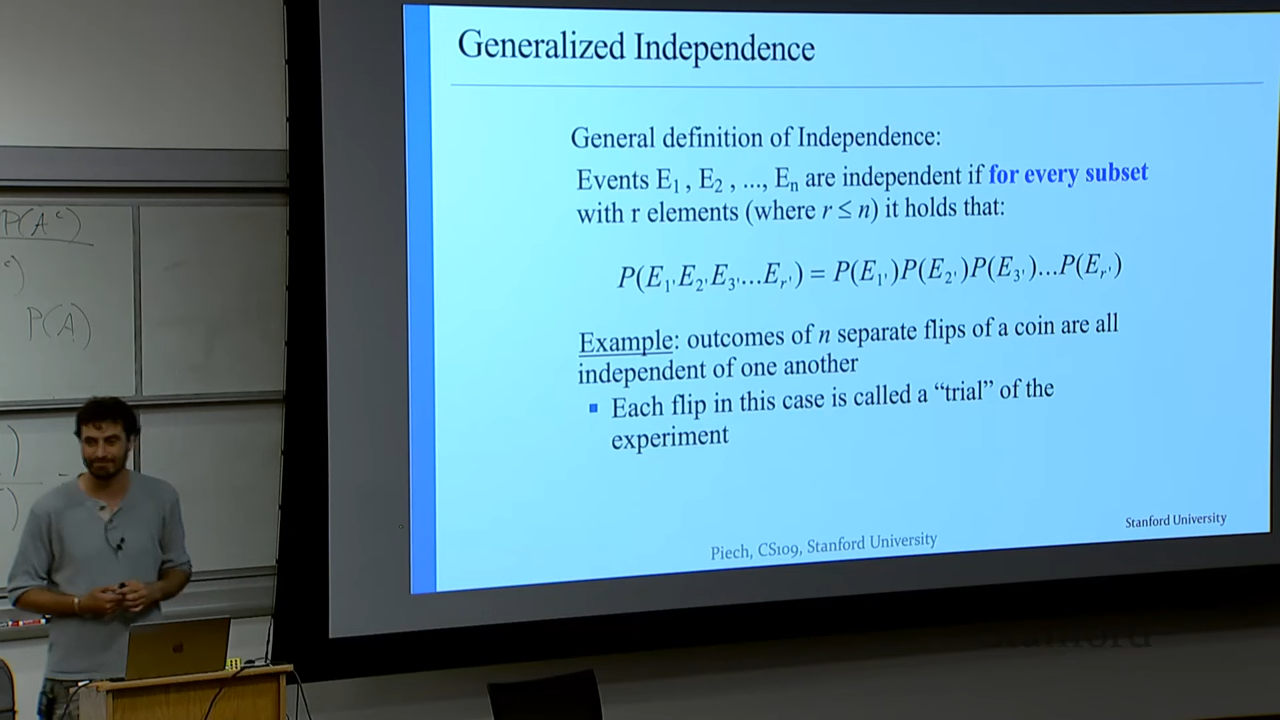 Generalized Independence
General definition of Independence:
Events E₁ , E₂ , ..., Eₙ are independent if for every subset
with r elements (where r ≤ n) it holds that:
P(E₁'E₂'E₃'...Eᵣ') = P(E₁')P(E₂')P(E₃')...P(Eᵣ')
Example: outcomes of n separate flips of a coin are all
independent of one another
▪ Each flip in this case is called a “trial” of the
experiment
Stanford University
Piech, CS109, Stanford University
P(Aᶜ)
P(A)